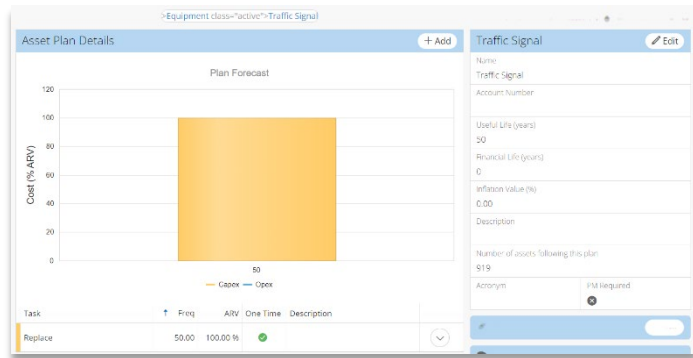 >Equipment class="active">Traffic Signal
Asset Plan Details
+ Add
Plan Forecast
120
100
80
60
40
20
0
Cost (% ARV)
50
Capex Opex
Task ↑ Freq ARV One Time Description
Replace 50.00 100.00 %
Traffic Signal
Edit
Name
Traffic Signal
Account Number
Useful Life (years)
50
Financial Life (years)
0
Inflation Value (%)
0.00
Description
Number of assets following this plan
919
Acronym PM Required